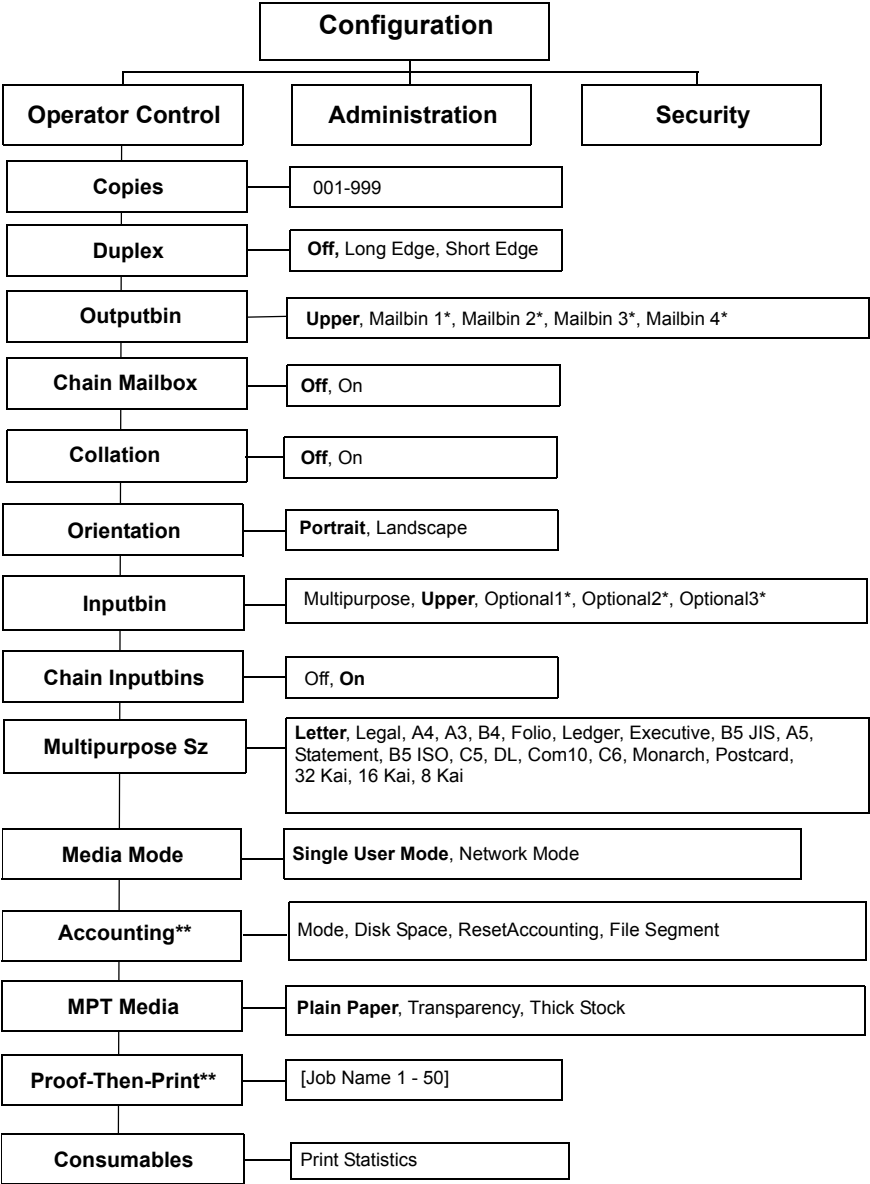 Configuration
Operator Control
Administration
Security
Copies
001-999
Duplex
Off, Long Edge, Short Edge
Outputbin
Upper, Mailbin 1*, Mailbin 2*, Mailbin 3*, Mailbin 4*
Chain Mailbox
Off, On
Collation
Off, On
Orientation
Portrait, Landscape
Inputbin
Multipurpose, Upper, Optional1*, Optional2*, Optional3*
Chain Inputbins
Off, On
Multipurpose Sz
Letter, Legal, A4, A3, B4, Folio, Ledger, Executive, B5 JIS, A5,
Statement, B5 ISO, C5, DL, Com10, C6, Monarch, Postcard,
32 Kai, 16 Kai, 8 Kai
Media Mode
Single User Mode, Network Mode
Accounting**
Mode, Disk Space, ResetAccounting, File Segment
MPT Media
Plain Paper, Transparency, Thick Stock
Proof-Then-Print**
[Job Name 1 - 50]
Consumables
Print Statistics